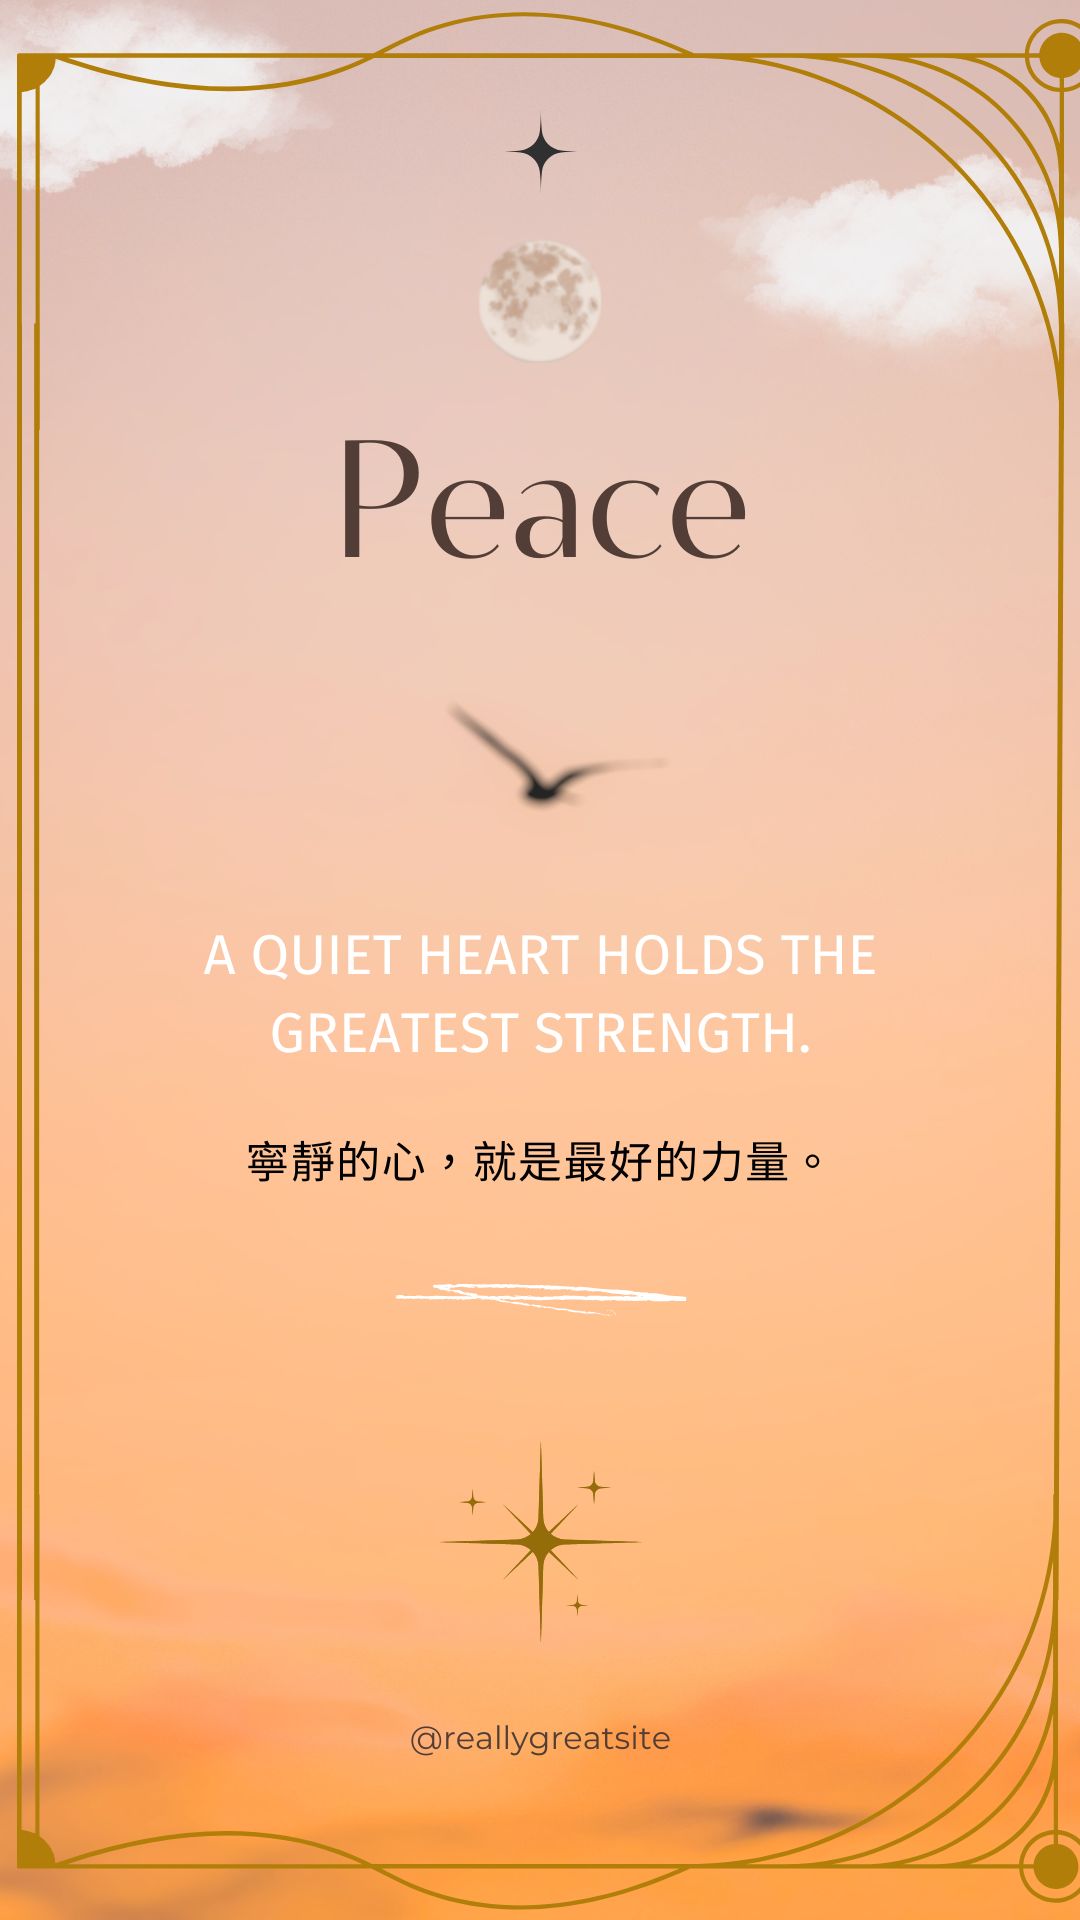 Peace
A QUIET HEART HOLDS THE
GREATEST STRENGTH.
寧靜的心，就是最好的力量。
@reallygreatsite